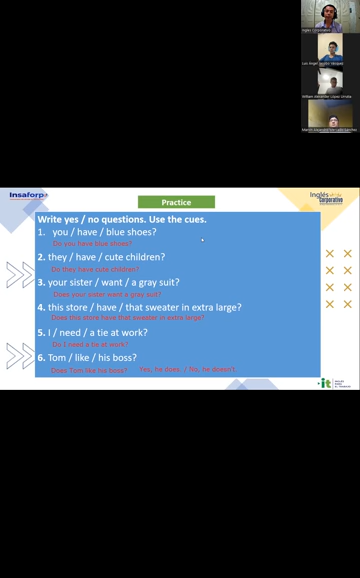 Inglés Corporativo
Insaforp
Practice
Inglés
Corporativo
Write yes / no questions. Use the cues.
1. you / have / blue shoes?
Do you have blue shoes?
2. they / have / cute children?
Do they have cute children?
3. your sister / want / a gray suit?
Does your sister want a gray suit?
4. this store / have / that sweater in extra large?
Does this store have that sweater in extra large?
5. I / need / a tie at work?
Do I need a tie at work?
6. Tom / like / his boss?
Does Tom like his boss? Yes, he does. / No, he doesn't.
it